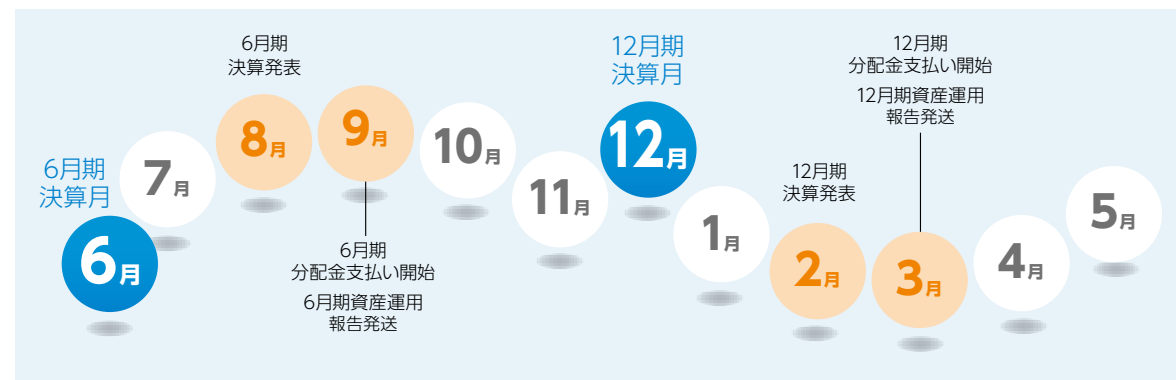 6月期
決算月
6月
7月
6月期
決算発表
8月
9月
6月期
分配金支払い開始
6月期資産運用
報告発送
10月
11月
12月期
決算月
12月
1月
12月期
決算発表
2月
12月期
分配金支払い開始
12月期資産運用
報告発送
3月
4月
5月